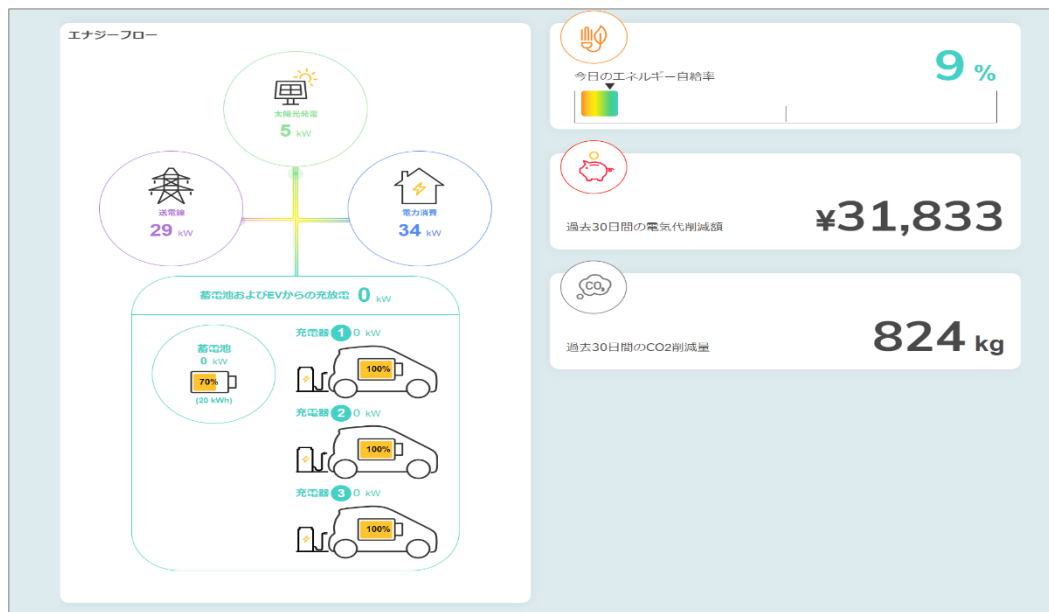 エナジーフロー
太陽光発電
5 kW
送電線
29 kW
電力消費
34 kW
蓄電池およびEVからの充放電 0 kW
蓄電池
0 kW
70%
(20 kWh)
充電器 1 0 kW
100%
充電器 2 0 kW
100%
充電器 3 0 kW
100%
今日のエネルギー自給率
9 %
過去30日間の電気代削減額
¥31,833
CO₂
過去30日間のCO2削減量
824 kg